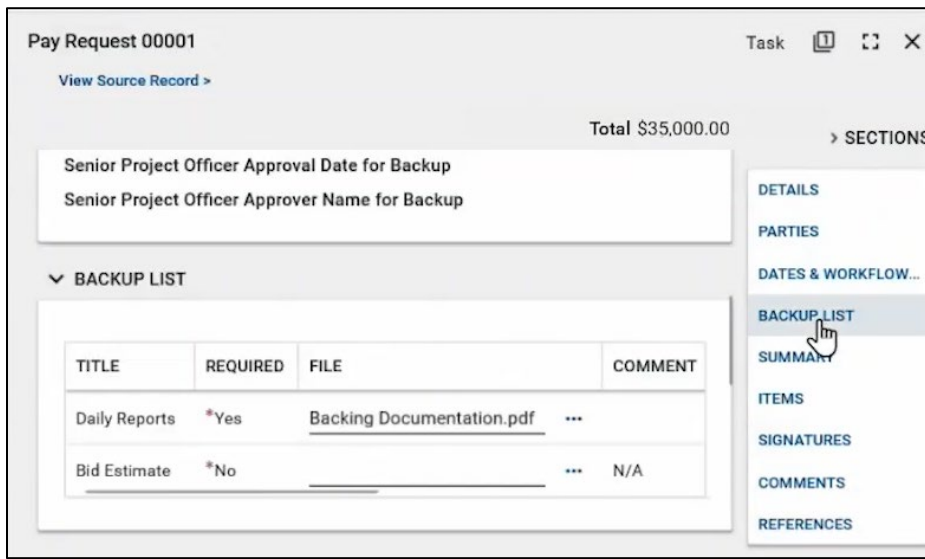 Pay Request 00001
Task
1
View Source Record >
Total $35,000.00
> SECTIONS
Senior Project Officer Approval Date for Backup
Senior Project Officer Approver Name for Backup
BACKUP LIST
TITLE REQUIRED FILE COMMENT
Daily Reports *Yes Backing Documentation.pdf ...
Bid Estimate *No ... N/A
DETAILS
PARTIES
DATES & WORKFLOW...
BACKUP LIST
SUMMARY
ITEMS
SIGNATURES
COMMENTS
REFERENCES